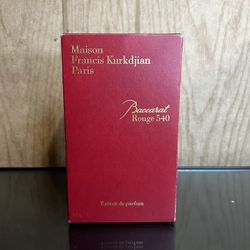 Maison
Francis Kurkdjian
Paris
Baccarat
Rouge 540
Extrait de parfum